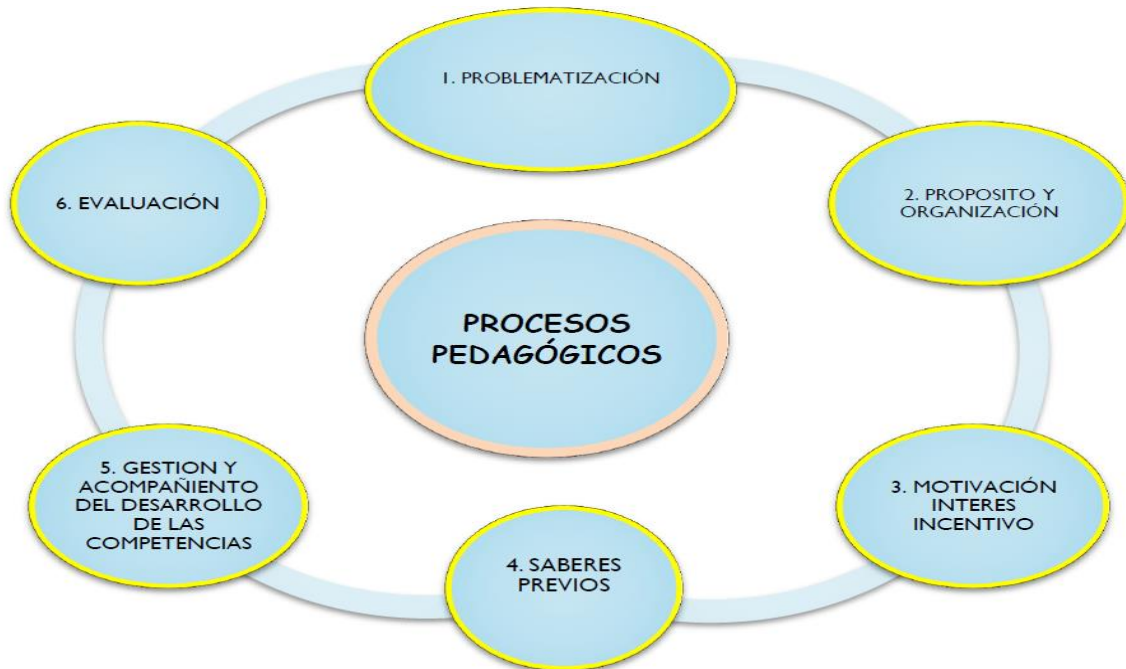 1. PROBLEMATIZACIÓN
2. PROPOSITO Y
ORGANIZACIÓN
3. MOTIVACIÓN
INTERES
INCENTIVO
4. SABERES
PREVIOS
5. GESTION Y
ACOMPAÑIENTO
DEL DESARROLLO
DE LAS
COMPETENCIAS
6. EVALUACIÓN
PROCESOS
PEDAGÓGICOS